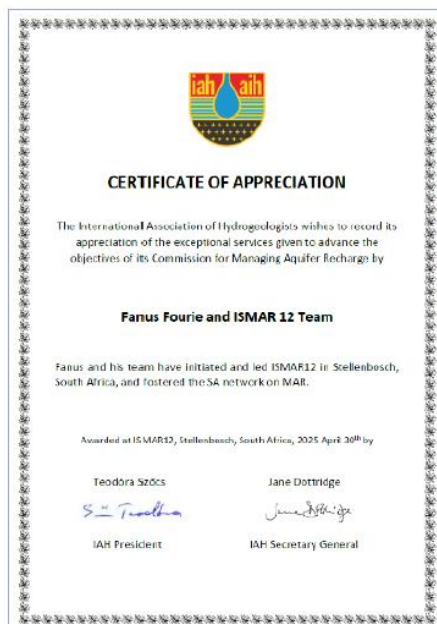 iah aih
CERTIFICATE OF APPRECIATION
The International Association of Hydrogeologists wishes to record its
appreciation of the exceptional services given to advance the
objectives of its Commission for Managing Aquifer Recharge by
Fanus Fourie and ISMAR 12 Team
Fanus and his team have initiated and led ISMAR12 in Stellenbosch,
South Africa, and fostered the SA network on MAR.
Awarded at ISMAR12, Stellenbosch, South Africa, 2025 April 30th by
Teodóra Szőcs Jane Dottridge
IAH President IAH Secretary General